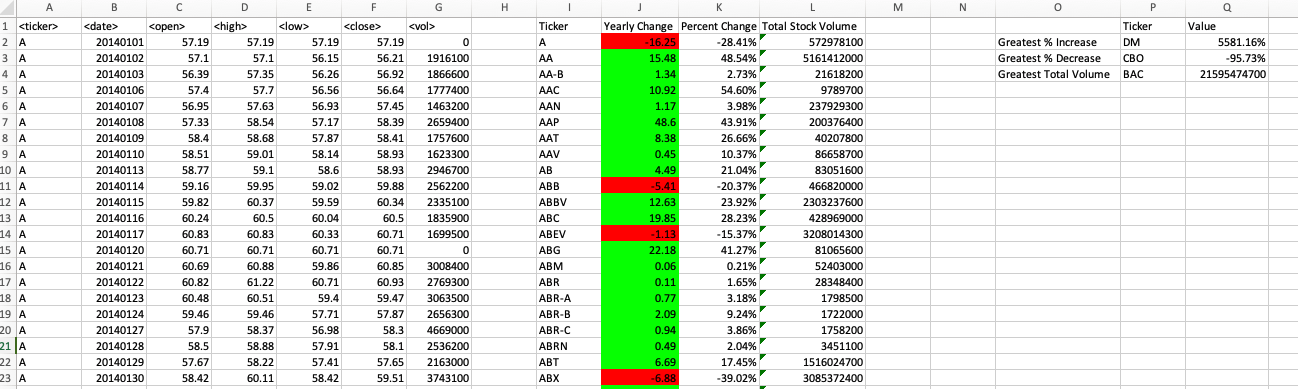 A B C D E F G H I J K L M N O P Q
1 <ticker> <date> <open> <high> <low> <close> <vol> Ticker Yearly Change Percent Change Total Stock Volume Ticker Value
2 A 20140101 57.19 57.19 57.19 57.19 0 A -16.25 -28.41% 572978100 Greatest % Increase DM 5581.16%
3 A 20140102 57.1 57.1 56.15 56.21 1916100 AA 15.48 48.54% 5161412000 Greatest % Decrease CBO -95.73%
4 A 20140103 56.39 57.35 56.26 56.92 1866600 AA-B 1.34 2.73% 21618200 Greatest Total Volume BAC 21595474700
5 A 20140106 57.4 57.7 56.56 56.64 1777400 AAC 10.92 54.60% 9789700
6 A 20140107 56.95 57.63 56.93 57.45 1463200 AAN 1.17 3.98% 237929300
7 A 20140108 57.33 58.54 57.17 58.39 2659400 AAP 48.6 43.91% 200376400
8 A 20140109 58.4 58.68 57.87 58.41 1757600 AAT 8.38 26.66% 40207800
9 A 20140110 58.51 59.01 58.14 58.93 1623300 AAV 0.45 10.37% 86658700
10 A 20140113 58.77 59.1 58.6 58.93 2946700 AB 4.49 21.04% 83051600
11 A 20140114 59.16 59.95 59.02 59.88 2562200 ABB -5.41 -20.37% 466820000
12 A 20140115 59.82 60.37 59.59 60.34 2335100 ABBV 12.63 23.92% 2303237600
13 A 20140116 60.24 60.5 60.04 60.5 1835900 ABC 19.85 28.23% 428969000
14 A 20140117 60.83 60.83 60.33 60.71 1699500 ABEV -1.13 -15.37% 3208014300
15 A 20140120 60.71 60.71 60.71 60.71 0 ABG 22.18 41.27% 81065600
16 A 20140121 60.69 60.88 59.86 60.85 3008400 ABM 0.06 0.21% 52403000
17 A 20140122 60.82 61.22 60.71 60.93 2769300 ABR 0.11 1.65% 28348400
18 A 20140123 60.48 60.51 59.4 59.47 3063500 ABR-A 0.77 3.18% 1798500
19 A 20140124 59.46 59.46 57.71 57.87 2656300 ABR-B 2.09 9.24% 1722000
20 A 20140127 57.9 58.37 56.98 58.3 4669000 ABR-C 0.94 3.86% 1758200
21 A 20140128 58.5 58.88 57.91 58.1 2536200 ABRN 0.49 2.04% 3451100
22 A 20140129 57.67 58.22 57.41 57.65 2163000 ABT 6.69 17.45% 1516024700
23 A 20140130 58.42 60.11 58.42 59.51 3743100 ABX -6.88 -39.02% 3085372400